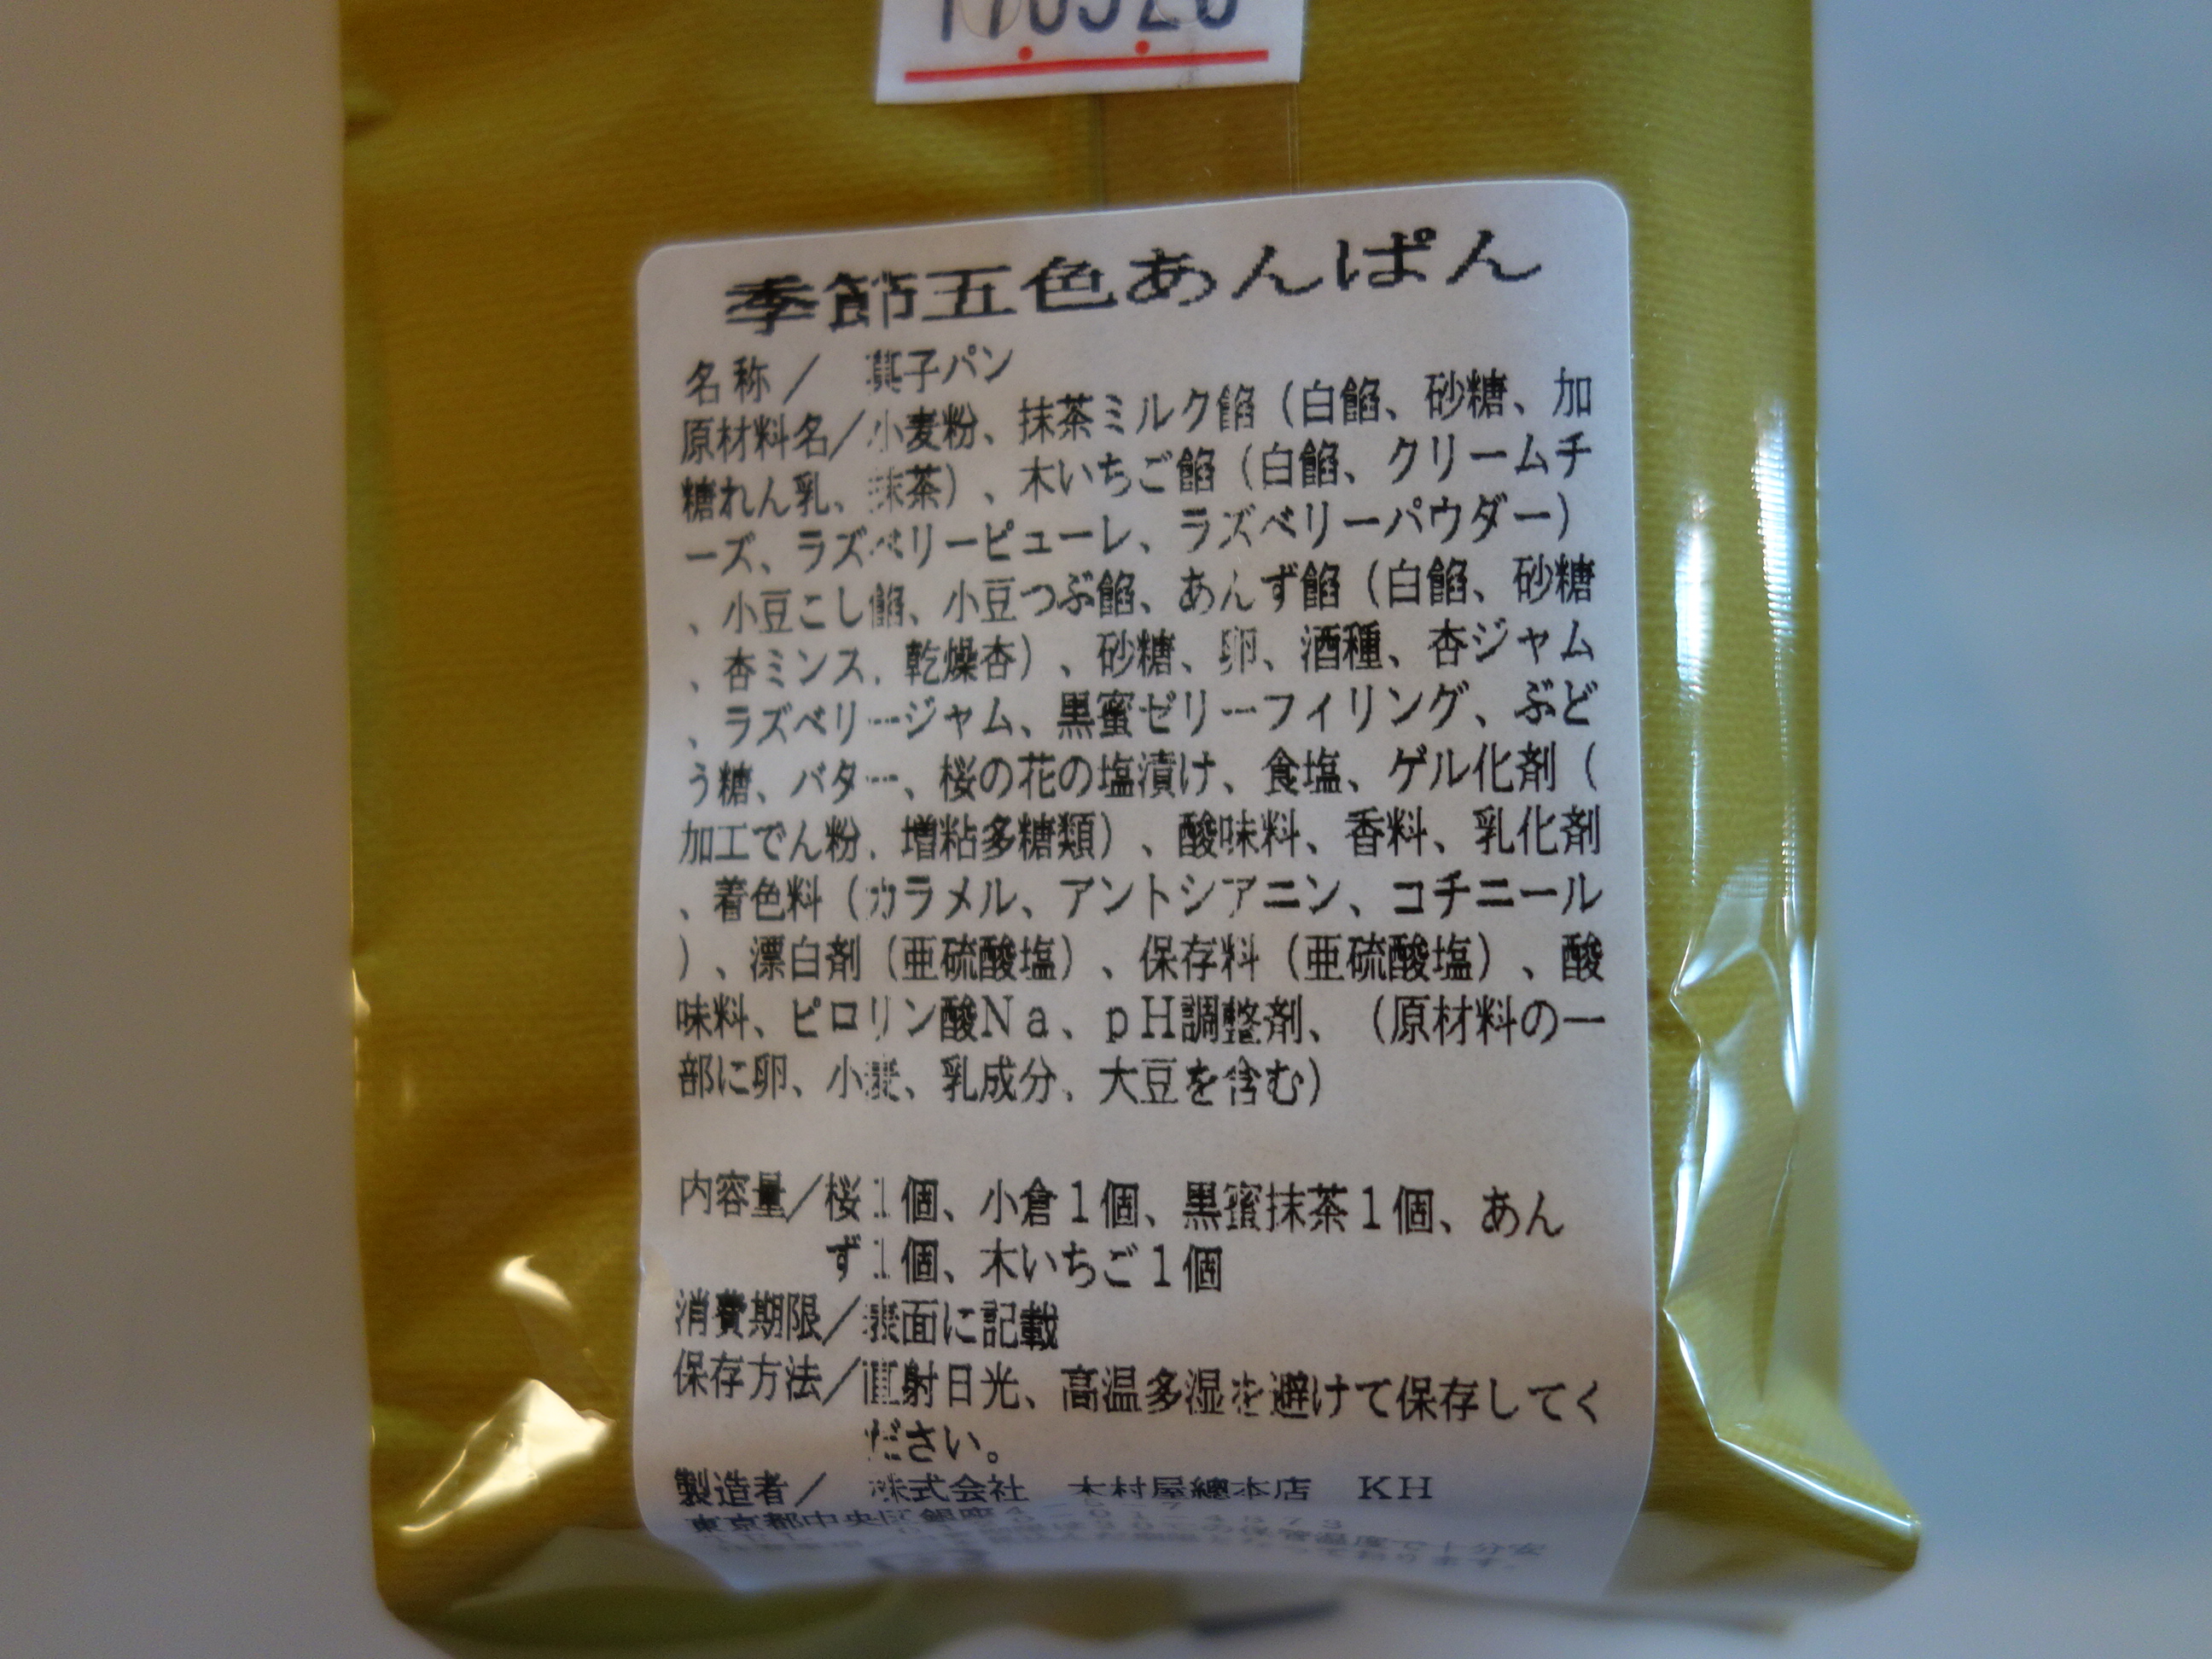 季節五色あんぱん
名称／ 菓子パン
原材料名／小麦粉、抹茶ミルク餡（白餡、砂糖、加
糖れん乳、抹茶）、木いちご餡（白餡、クリームチ
ーズ、ラズベリーピューレ、ラズベリーパウダー）
、小豆こし餡、小豆つぶ餡、あんず餡（白餡、砂糖
、杏ミンス、乾燥杏）、砂糖、卵、酒種、杏ジャム
、ラズベリージャム、黒蜜ゼリーフィリング、ぶど
う糖、バター、桜の花の塩漬け、食塩、ゲル化剤（
加工でん粉、増粘多糖類）、酸味料、香料、乳化剤
、着色料（カラメル、アントシアニン、コチニール
）、漂白剤（亜硫酸塩）、保存料（亜硫酸塩）、酸
味料、ピロリン酸Ｎａ、ｐＨ調整剤、（原材料の一
部に卵、小麦、乳成分、大豆を含む）
内容量／桜１個、小倉１個、黒蜜抹茶１個、あん
ず１個、木いちご１個
消費期限／表面に記載
保存方法／直射日光、高温多湿を避けて保存してく
ださい。
製造者／ 株式会社 木村屋總本店 ＫＨ
東京都中央区銀座